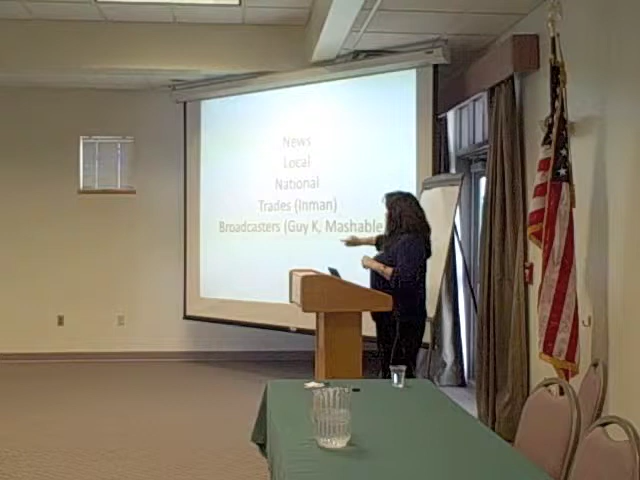 News
Local
National
Trades (Inman)
Broadcasters (Guy K, Mashable